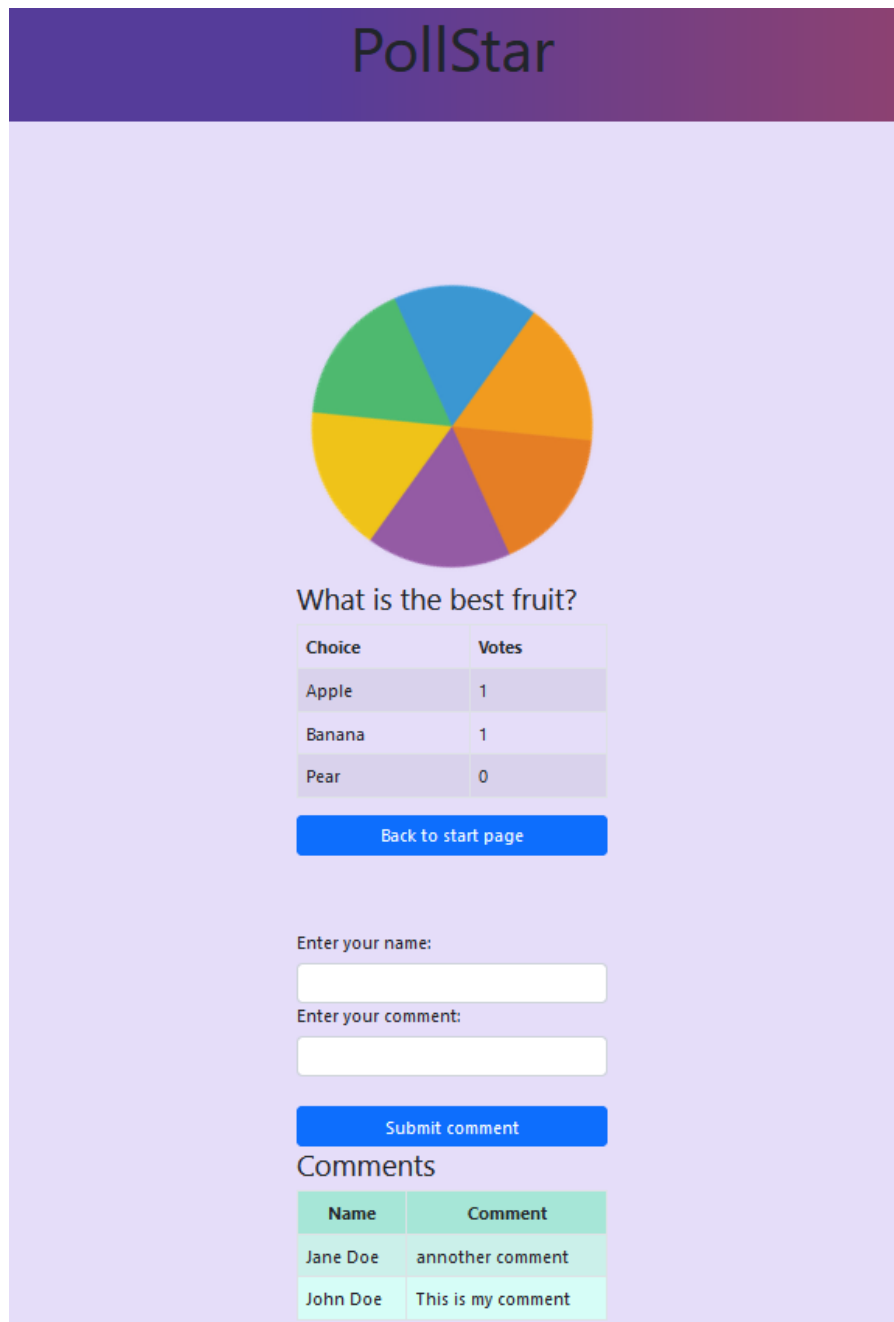 PollStar
What is the best fruit?
Choice Votes
Apple 1
Banana 1
Pear 0
Back to start page
Enter your name:
Enter your comment:
Submit comment
Comments
Name Comment
Jane Doe annother comment
John Doe This is my comment